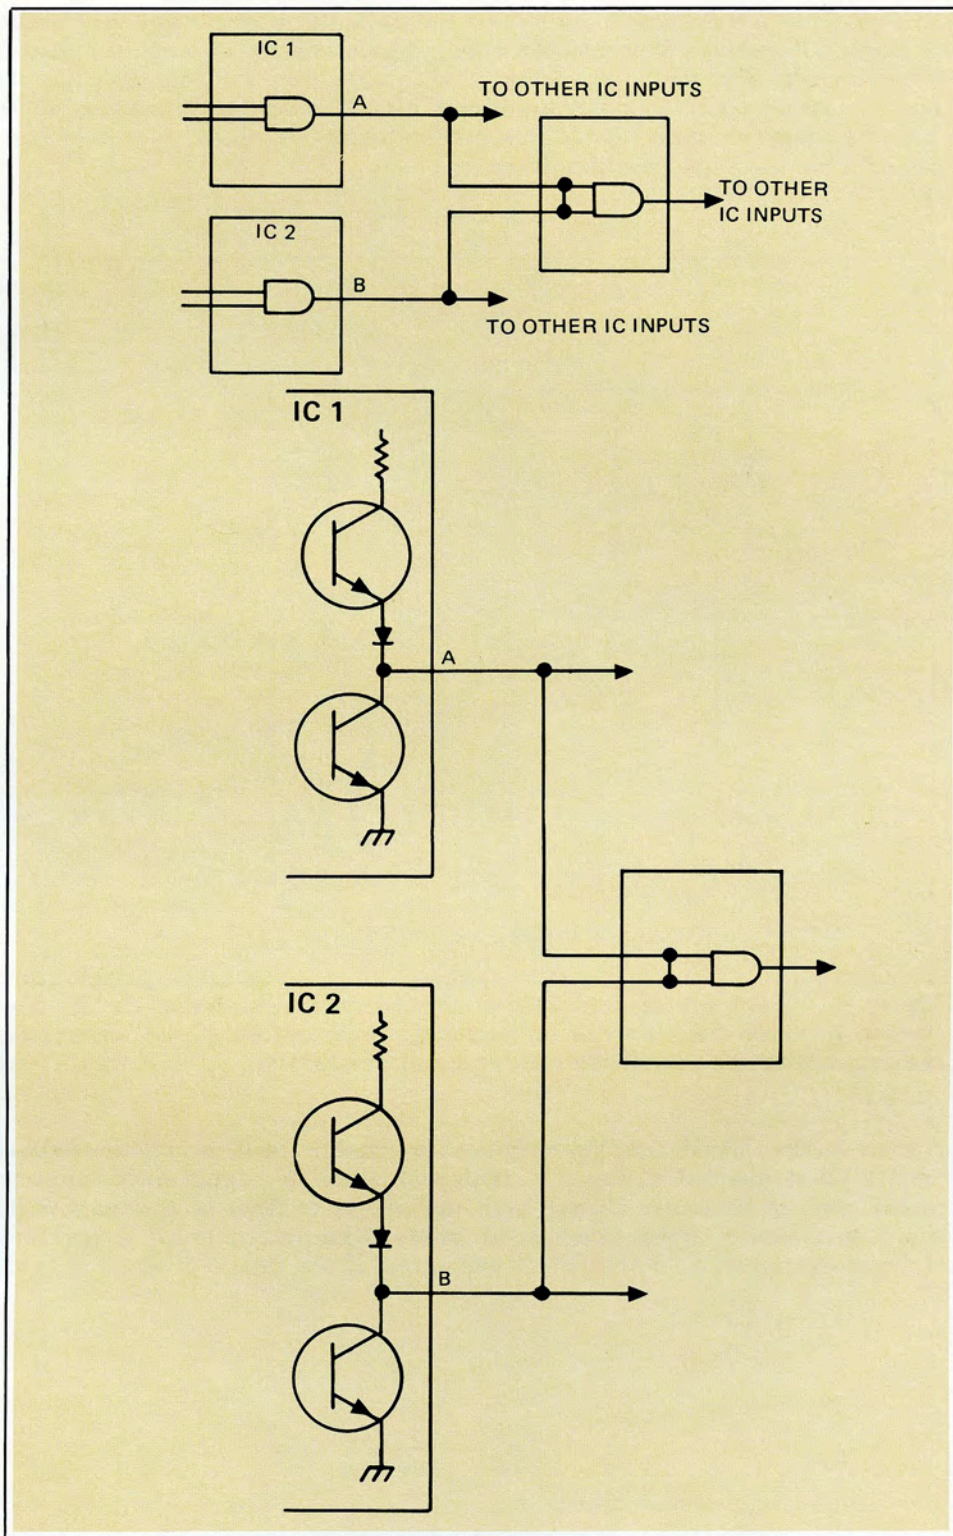 IC 1
A
TO OTHER IC INPUTS
TO OTHER
IC INPUTS
IC 2
B
TO OTHER IC INPUTS
IC 1
A
IC 2
B